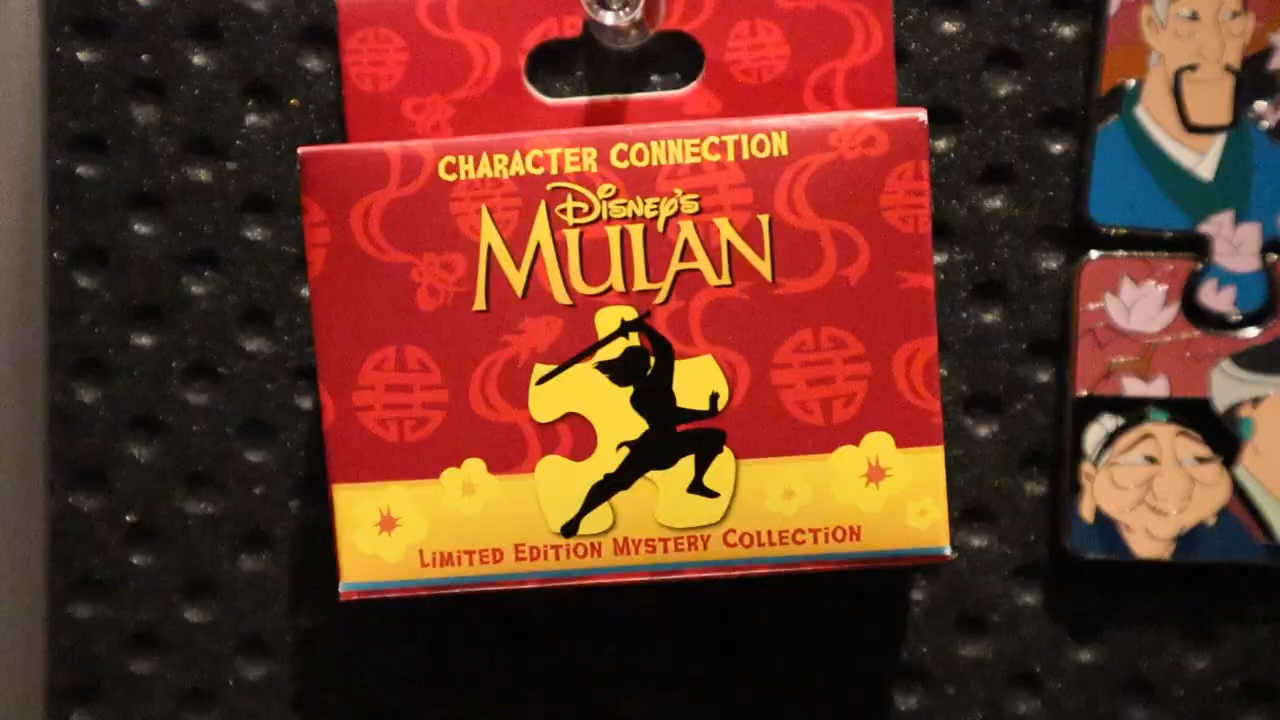 CHARACTER CONNECTION
DISNEY'S
MULAN
LIMITED EDITION MYSTERY COLLECTION